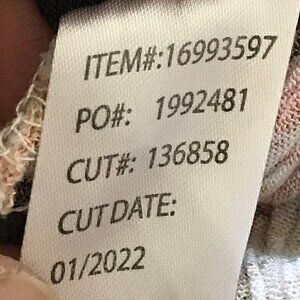 ITEM#:16993597
PO#: 1992481
CUT#: 136858
CUT DATE:
01/2022